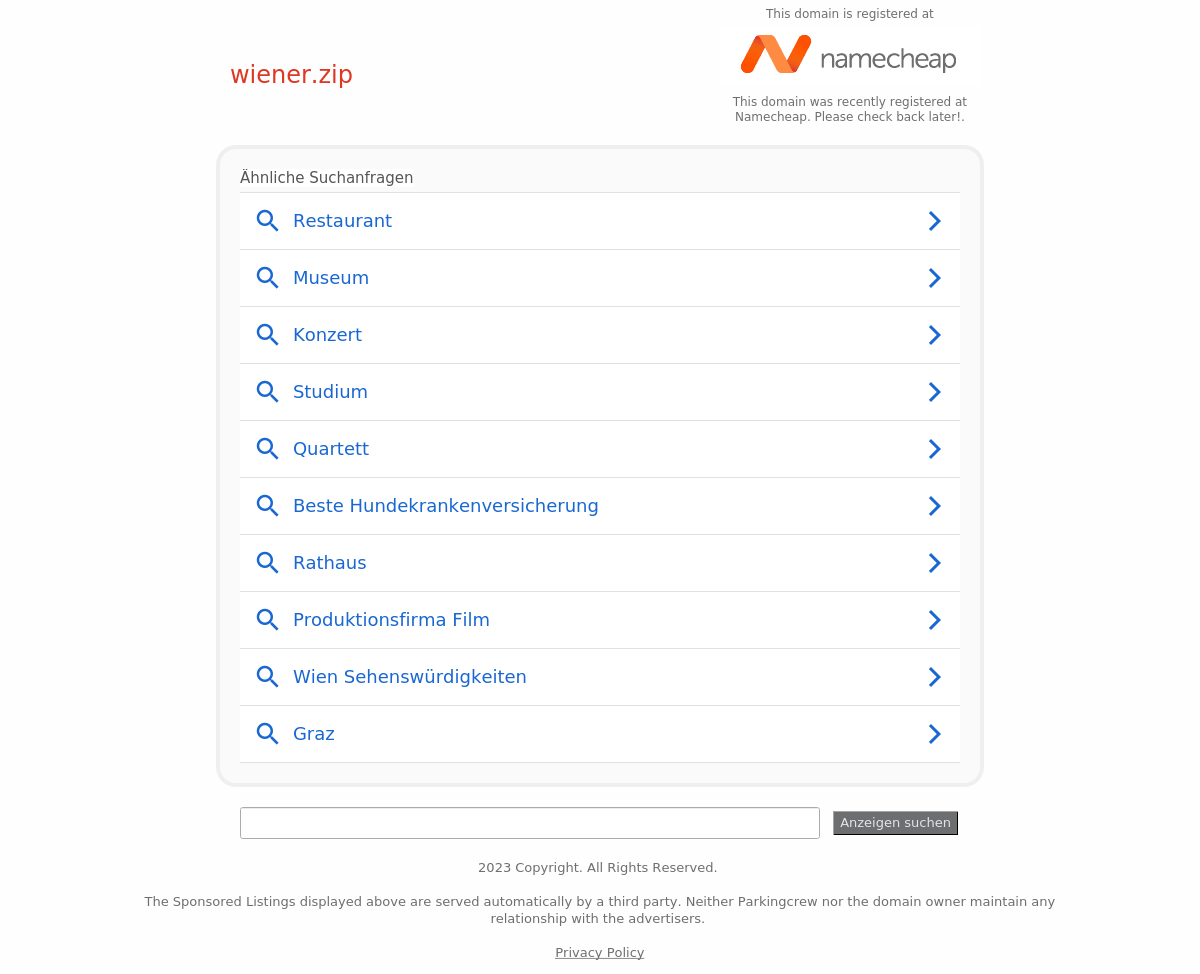 This domain is registered at
wiener.zip
namecheap
This domain was recently registered at
Namecheap. Please check back later!.
Ähnliche Suchanfragen
Restaurant
Museum
Konzert
Studium
Quartett
Beste Hundekrankenversicherung
Rathaus
Produktionsfirma Film
Wien Sehenswürdigkeiten
Graz
Anzeigen suchen
2023 Copyright. All Rights Reserved.
The Sponsored Listings displayed above are served automatically by a third party. Neither Parkingcrew nor the domain owner maintain any
relationship with the advertisers.
Privacy Policy